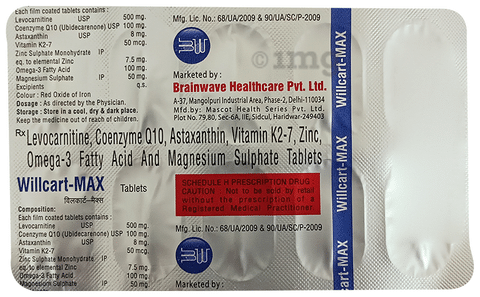 Each film coated tablets contains :
Levocarnitine USP 500 mg.
Coenzyme Q10 (Ubidecarenone) USP 100 mg.
Astaxanthin USP 8 mg
Vitamin K2-7 50 mcg.
Zinc Sulphate Monohydrate IP
eq. to elemental Zinc 7.5 mg.
Omega-3 Fatty Acid 100 mg.
Magnesium Sulphate IP 50 mg
Excipients q.s.
Colour : Red Oxide of Iron
Dosage : As directed by the Physician.
Storage : Store in a cool, dry & dark place.
Keep the medicine out of reach of children.
Mfg. Lic. No.: 68/UA/2009 & 90/UA/SC/P-2009
BW
Marketed by :
Brainwave Healthcare Pvt. Ltd.
A-37, Mangolpuri Industrial Area, Phase-2, Delhi-110034
Mfd.by: Mascot Health Series Pvt. Ltd.
Plot No. 79,80, Sec-6A, IIE, Sidcul, Haridwar-249403
Rx Levocarnitine, Coenzyme Q10, Astaxanthin, Vitamin K2-7, Zinc,
Omega-3 Fatty Acid And Magnesium Sulphate Tablets
Willcart-MAX Tablets
विलकार्ट-मैक्स
SCHEDULE H PRESCRIPTION DRUG :
CAUTION : Not to be sold by retail
without the prescription of a
Registered Medical Practitioner.
Composition:
Each film coated tablets contains :
Levocarnitine USP 500 mg.
Coenzyme Q10 (Ubidecarenone) USP 100 mg.
Astaxanthin USP 8 mg
Vitamin K2-7 50 mcg.
Zinc Sulphate Monohydrate IP
eq. to elemental Zinc 7.5 mg.
Omega-3 Fatty Acid 100 mg.
Magnesium Sulphate IP 50 mg
Mfg. Lic. No.: 68/UA/2009 & 90/UA/SC/P-2009
BW
Marketed by :
Willcart-MAX
Willcart-MAX
Willcart-MAX
1mg